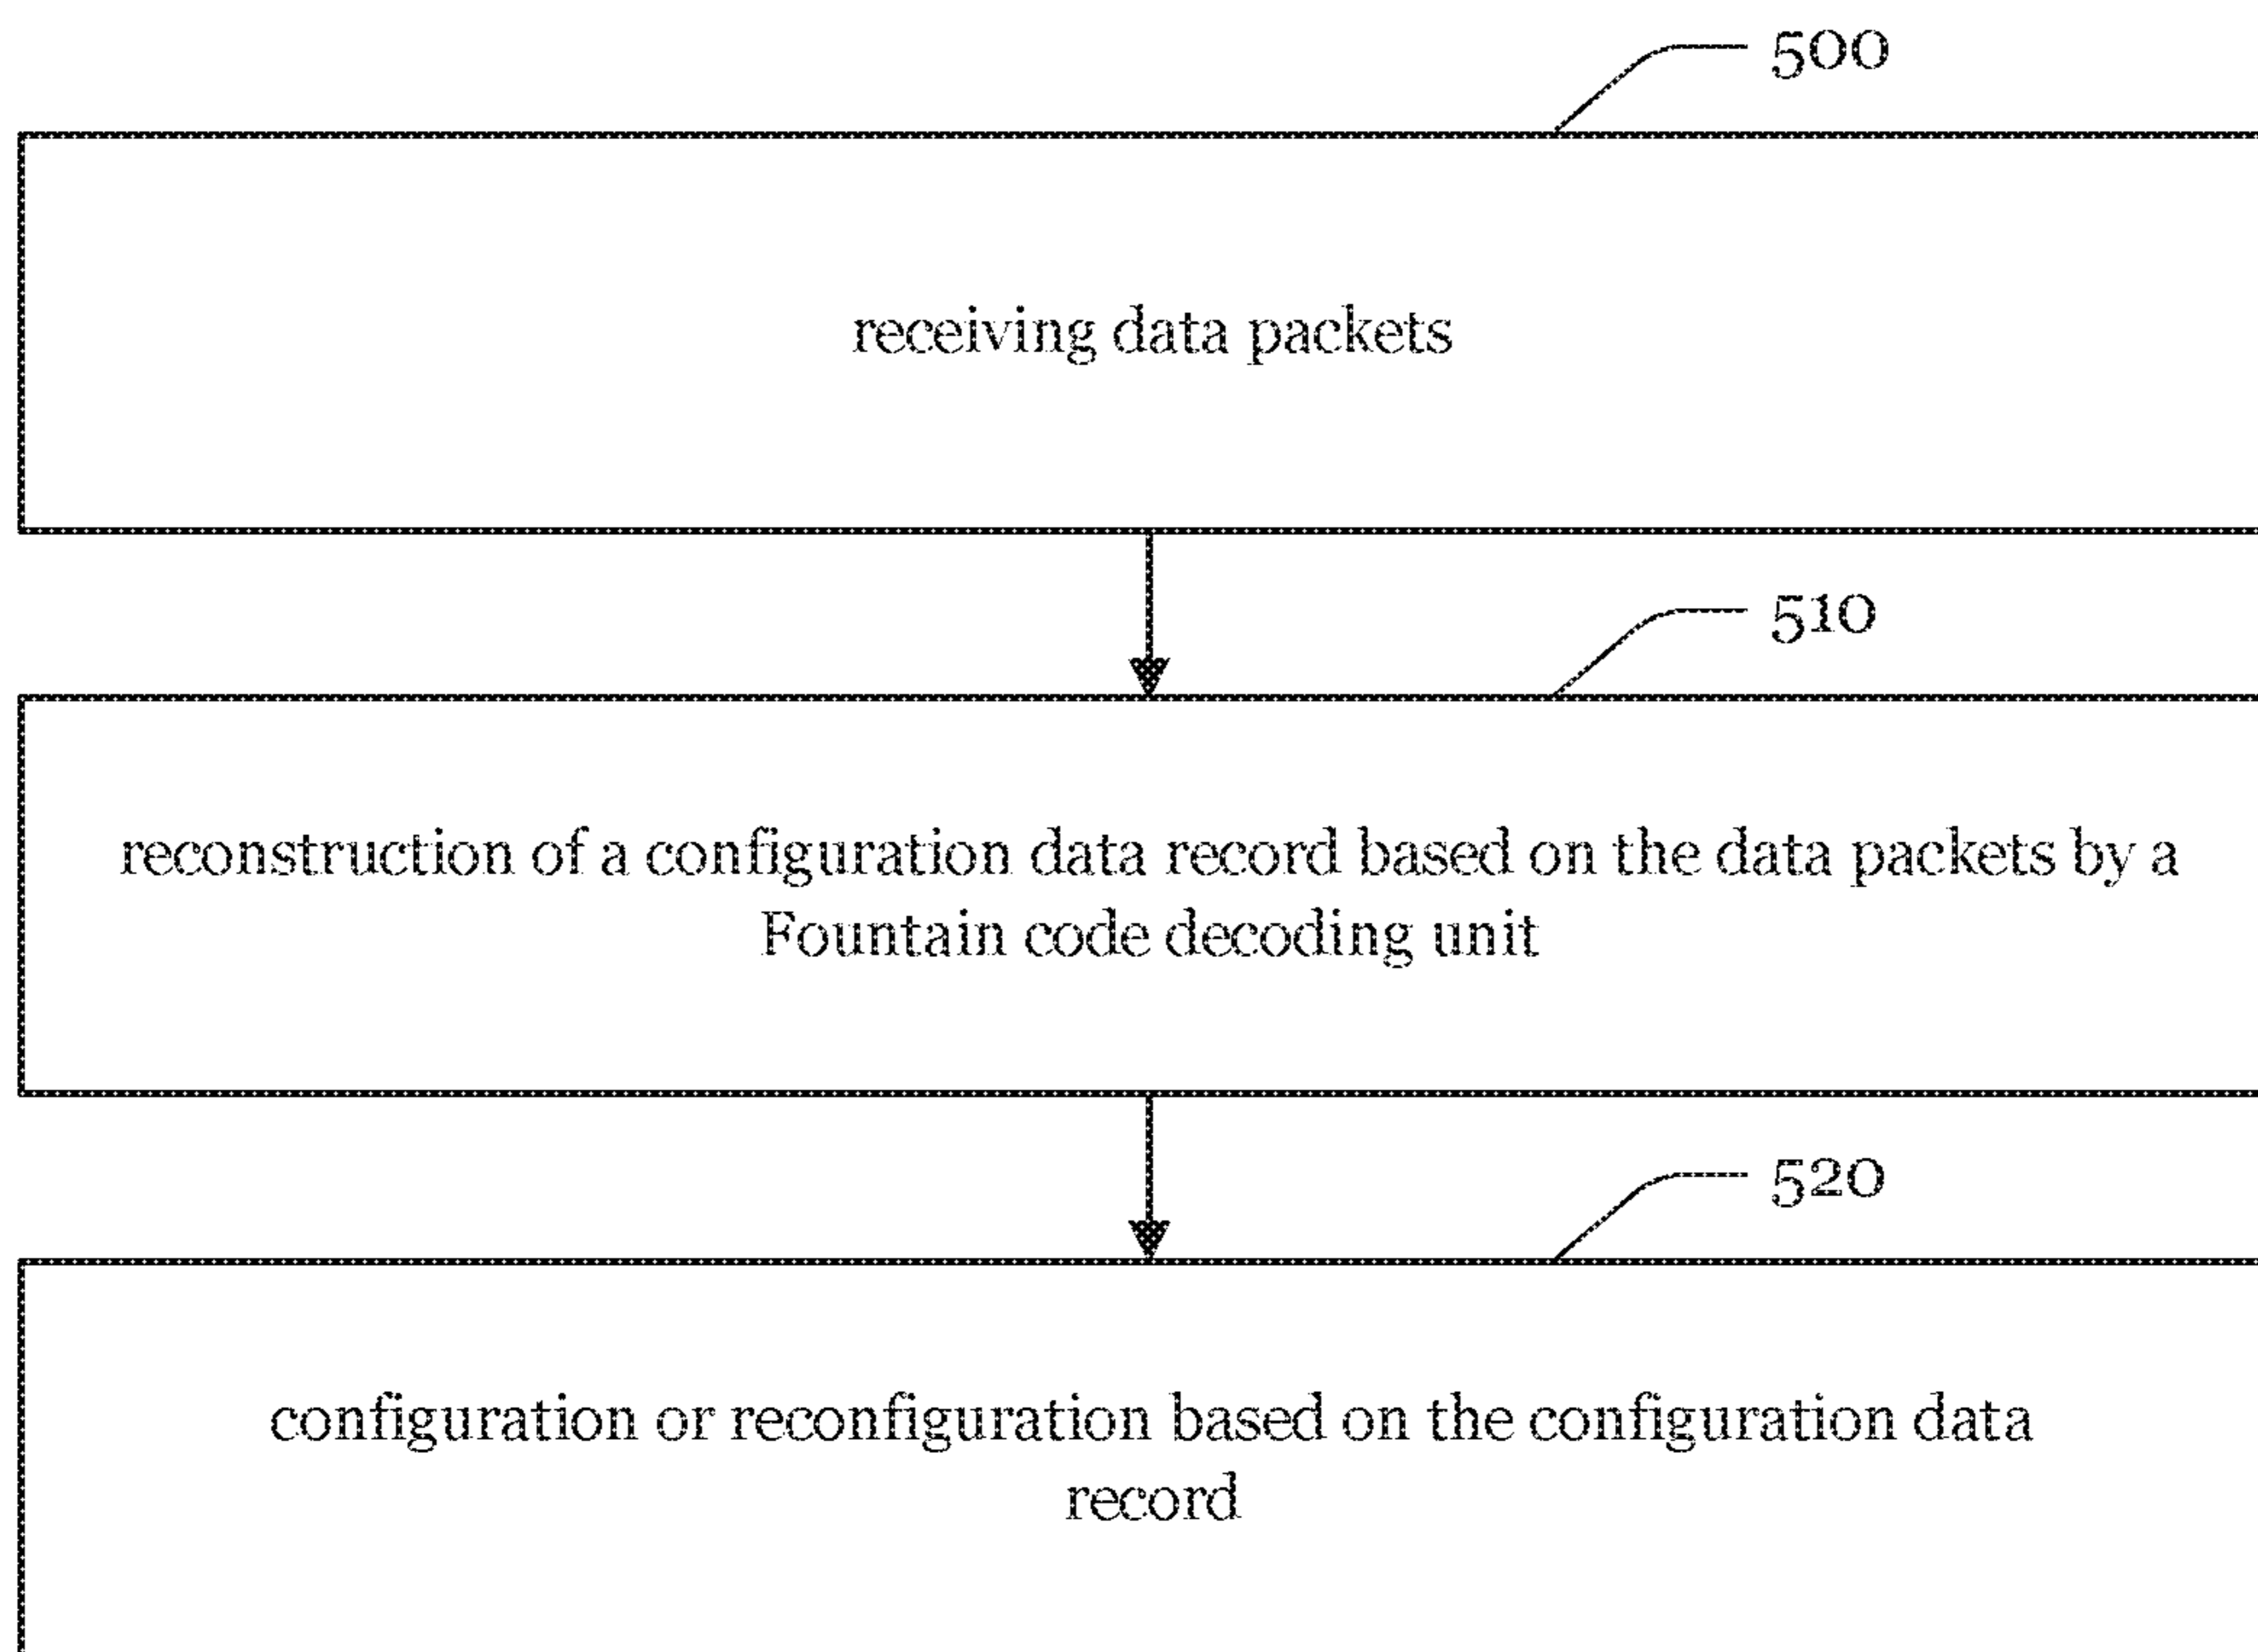 500
receiving data packets
510
reconstruction of a configuration data record based on the data packets by a
Fountain code decoding unit
520
configuration or reconfiguration based on the configuration data
record